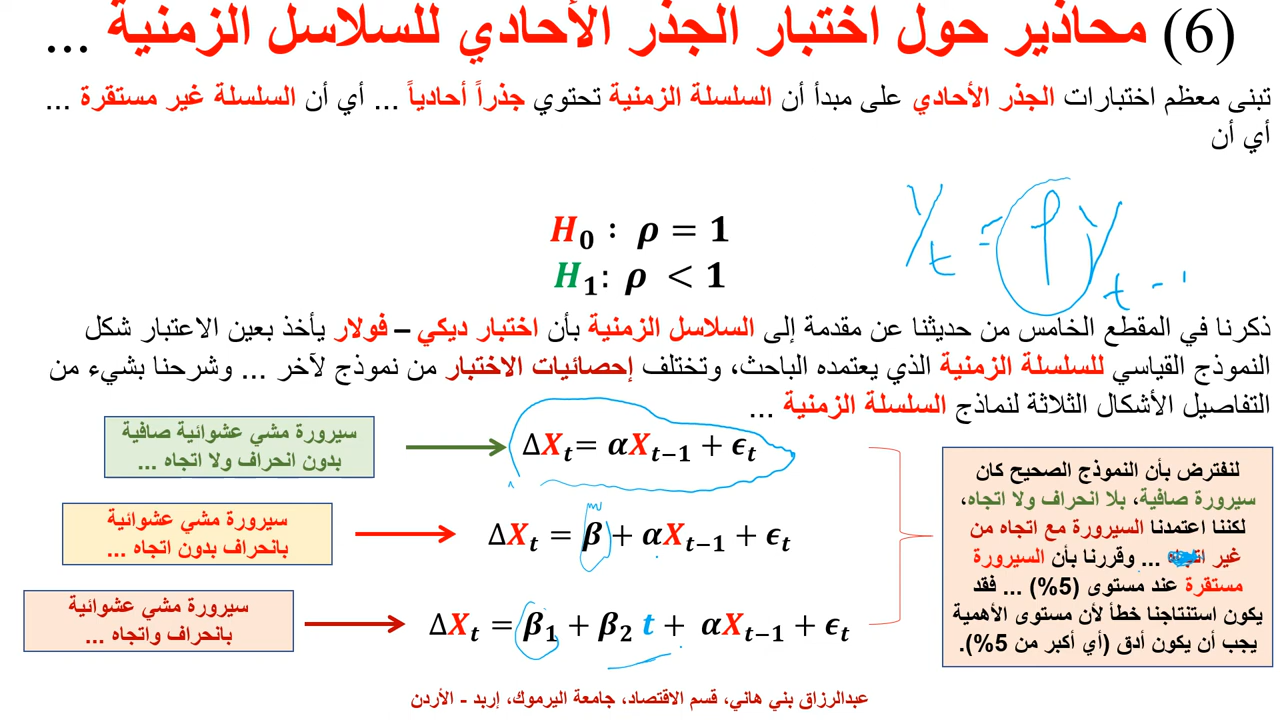 (6) محاذير حول اختبار الجذر الأحادي للسلاسل الزمنية ...
تبنى معظم اختبارات الجذر الأحادي على مبدأ أن السلسلة الزمنية تحتوي جذراً أحادياً ... أي أن السلسلة غير مستقرة ...
أي أن
H₀ : ρ = 1
H₁: ρ < 1
Y t = ρ Y t-1
ذكرنا في المقطع الخامس من حديثنا عن مقدمة إلى السلاسل الزمنية بأن اختبار ديكي – فولار يأخذ بعين الاعتبار شكل
النموذج القياسي للسلسلة الزمنية الذي يعتمده الباحث، وتختلف إحصائيات الاختبار من نموذج لآخر ... وشرحنا بشيء من
التفاصيل الأشكال الثلاثة لنماذج السلسلة الزمنية ...
سيرورة مشي عشوائية صافية
بدون انحراف ولا اتجاه ...
ΔXₜ= αXₜ₋₁ + ϵₜ
سيرورة مشي عشوائية
بانحراف بدون اتجاه ...
ΔXₜ = β + αXₜ₋₁ + ϵₜ
سيرورة مشي عشوائية
بانحراف واتجاه ...
ΔXₜ = β₁ + β₂ t + αXₜ₋₁ + ϵₜ
لنفترض بأن النموذج الصحيح كان
سيرورة صافية، بلا انحراف ولا اتجاه،
لكننا اعتمدنا السيرورة مع اتجاه من
غير ... وقررنا بأن السيرورة
مستقرة عند مستوى (5%) ... فقد
يكون استنتاجنا خطأ لأن مستوى الأهمية
يجب أن يكون أدق (أي أكبر من 5%).
عبدالرزاق بني هاني، قسم الاقتصاد، جامعة اليرموك، إربد - الأردن